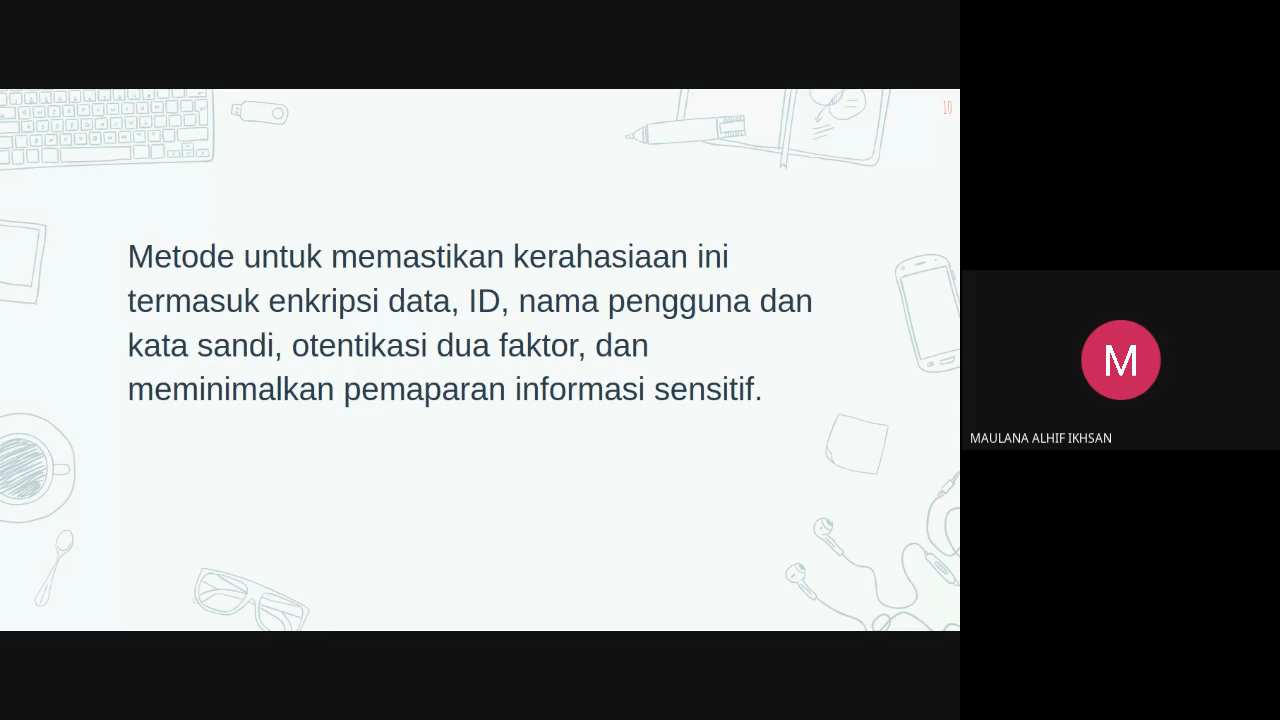 10
Metode untuk memastikan kerahasiaan ini
termasuk enkripsi data, ID, nama pengguna dan
kata sandi, otentikasi dua faktor, dan
meminimalkan pemaparan informasi sensitif.
M
MAULANA ALHIF IKHSAN